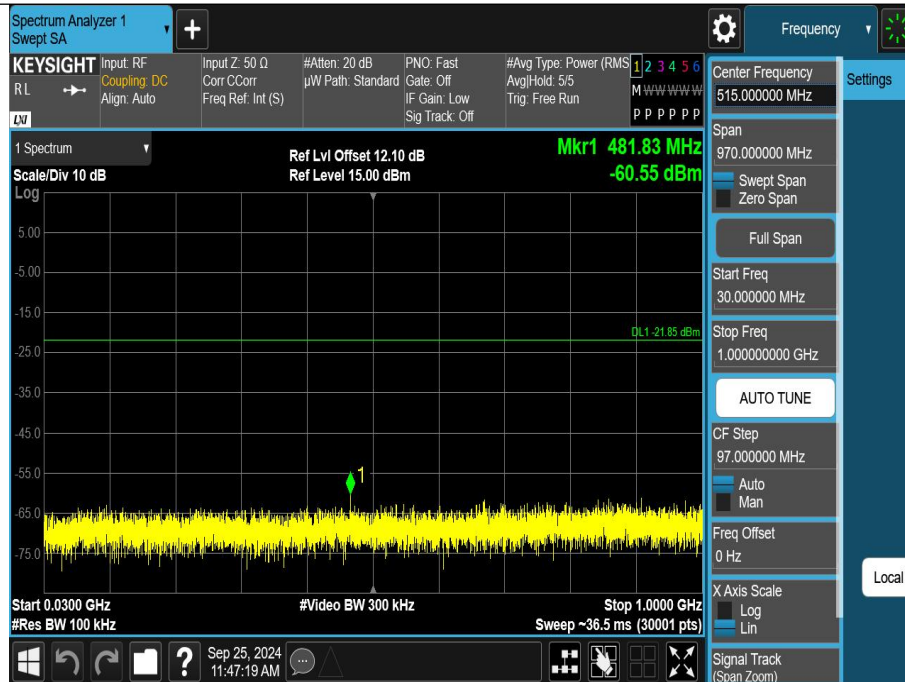 Spectrum Analyzer 1
Swept SA
Frequency
KEYSIGHT
RL
LXI
Input: RF
Coupling: DC
Align: Auto
Input Z: 50 Ω
Corr CCorr
Freq Ref: Int (S)
#Atten: 20 dB
µW Path: Standard
PNO: Fast
Gate: Off
IF Gain: Low
Sig Track: Off
#Avg Type: Power (RMS
Avg|Hold: 5/5
Trig: Free Run
1 2 3 4 5 6
M W W W W W
P P P P P P
Center Frequency
515.000000 MHz
Settings
1 Spectrum
Scale/Div 10 dB
Ref Lvl Offset 12.10 dB
Ref Level 15.00 dBm
Mkr1 481.83 MHz
-60.55 dBm
Span
970.000000 MHz
Swept Span
Zero Span
Full Span
Start Freq
30.000000 MHz
Stop Freq
1.000000000 GHz
AUTO TUNE
CF Step
97.000000 MHz
Auto
Man
Freq Offset
0 Hz
X Axis Scale
Log
Lin
Signal Track
(Span Zoom)
Local
Log
5.00
-5.00
-15.0
DL1 -21.85 dBm
-25.0
-35.0
-45.0
-55.0
1
-65.0
-75.0
Start 0.0300 GHz
#Res BW 100 kHz
#Video BW 300 kHz
Stop 1.0000 GHz
Sweep ~36.5 ms (30001 pts)
?
Sep 25, 2024
11:47:19 AM